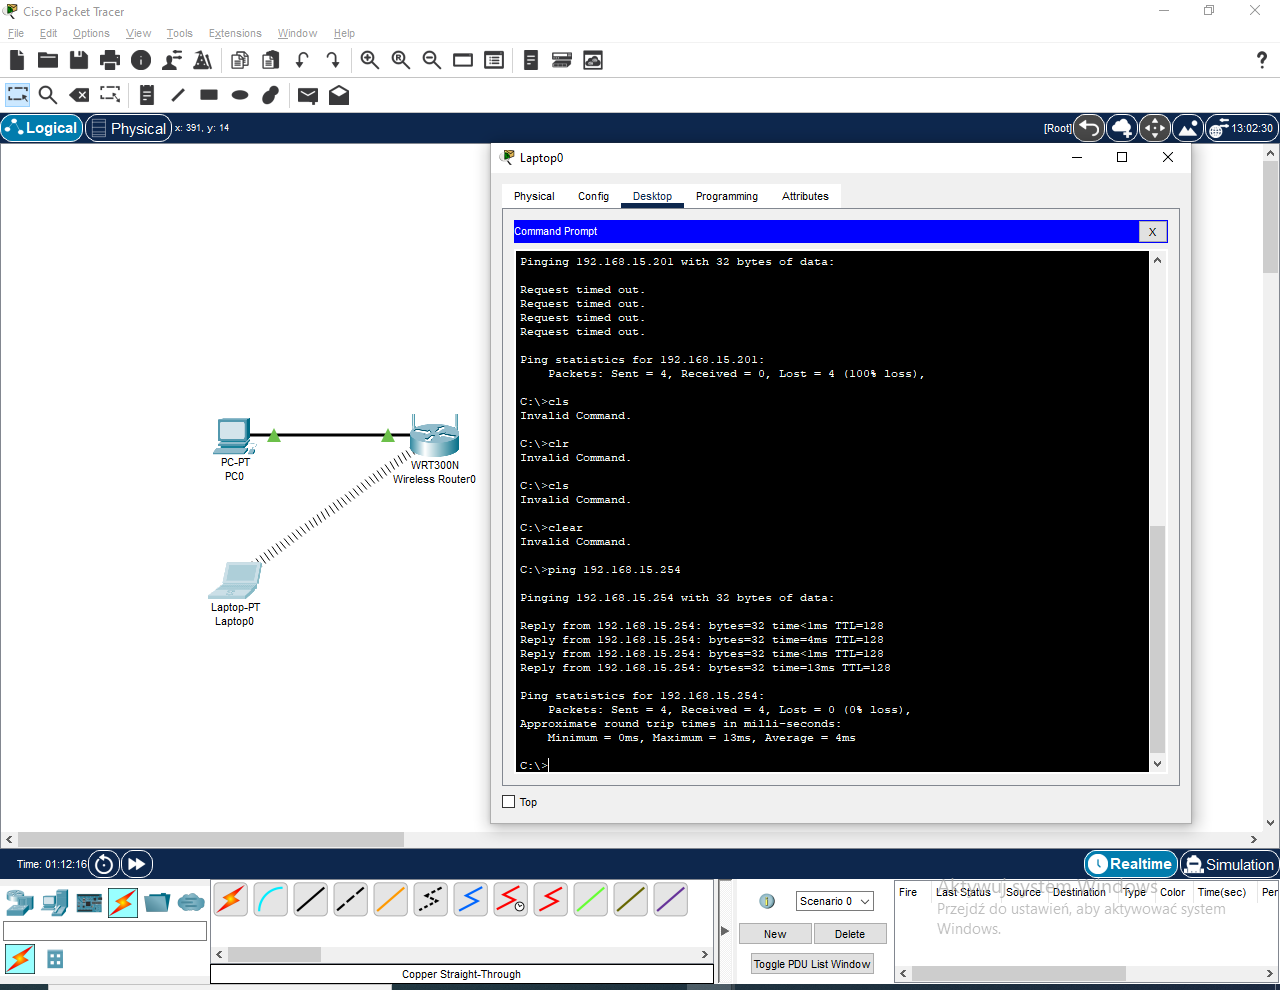 Cisco Packet Tracer
File Edit Options View Tools Extensions Window Help
?
Logical Physical x: 391, y: 14 [Root] 13:02:30
Laptop0
Physical Config Desktop Programming Attributes
Command Prompt X
Pinging 192.168.15.201 with 32 bytes of data:
Request timed out.
Request timed out.
Request timed out.
Request timed out.
Ping statistics for 192.168.15.201:
Packets: Sent = 4, Received = 0, Lost = 4 (100% loss),
C:\>cls
Invalid Command.
C:\>clr
Invalid Command.
C:\>cls
Invalid Command.
C:\>clear
Invalid Command.
C:\>ping 192.168.15.254
Pinging 192.168.15.254 with 32 bytes of data:
Reply from 192.168.15.254: bytes=32 time<1ms TTL=128
Reply from 192.168.15.254: bytes=32 time=4ms TTL=128
Reply from 192.168.15.254: bytes=32 time<1ms TTL=128
Reply from 192.168.15.254: bytes=32 time=13ms TTL=128
Ping statistics for 192.168.15.254:
Packets: Sent = 4, Received = 4, Lost = 0 (0% loss),
Approximate round trip times in milli-seconds:
Minimum = 0ms, Maximum = 13ms, Average = 4ms
C:\>
Top
PC-PT
PC0
WRT300N
Wireless Router0
Laptop-PT
Laptop0
Time: 01:12:16 Realtime Simulation
Scenario 0
New Delete
Toggle PDU List Window
Fire Last Status Source Destination Type Color Time(sec) Per
Aktywuj system Windows
Przejdź do ustawień, aby aktywować system
Windows.
Copper Straight-Through